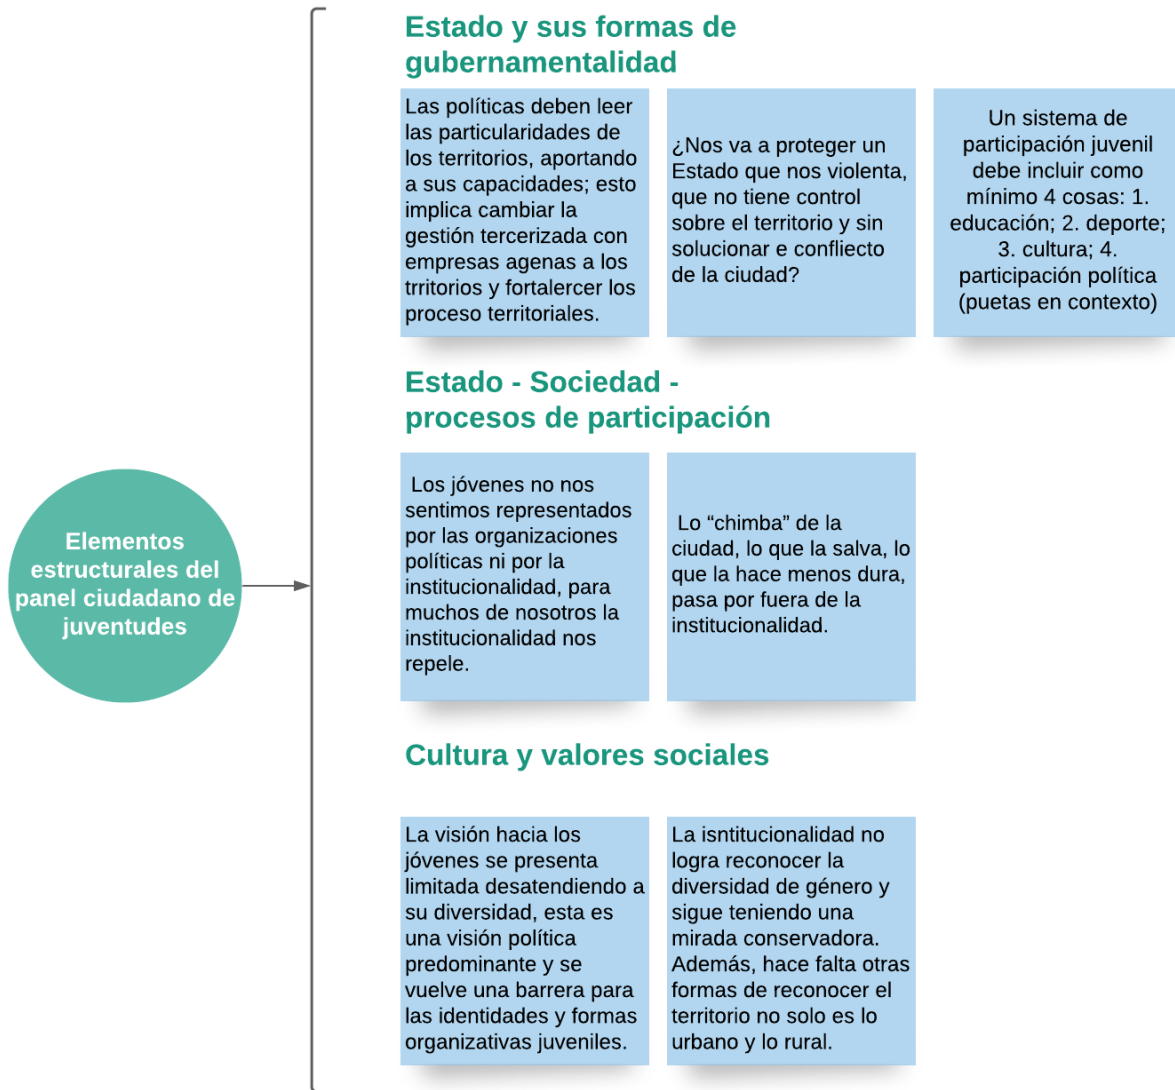 Estado y sus formas de
gubernamentalidad
Las políticas deben leer
las particularidades de
los territorios, aportando
a sus capacidades; esto
implica cambiar la
gestión tercerizada con
empresas agenas a los
trritorios y fortalercer los
proceso territoriales.
¿Nos va a proteger un
Estado que nos violenta,
que no tiene control
sobre el territorio y sin
solucionar e confliecto
de la ciudad?
Un sistema de
participación juvenil
debe incluir como
mínimo 4 cosas: 1.
educación; 2. deporte;
3. cultura; 4.
participación política
(puetas en contexto)
Estado - Sociedad -
procesos de participación
Los jóvenes no nos
sentimos representados
por las organizaciones
políticas ni por la
institucionalidad, para
muchos de nosotros la
institucionalidad nos
repele.
Lo “chimba” de la
ciudad, lo que la salva, lo
que la hace menos dura,
pasa por fuera de la
institucionalidad.
Elementos
estructurales del
panel ciudadano de
juventudes
Cultura y valores sociales
La visión hacia los
jóvenes se presenta
limitada desatendiendo a
su diversidad, esta es
una visión política
predominante y se
vuelve una barrera para
las identidades y formas
organizativas juveniles.
La isntitucionalidad no
logra reconocer la
diversidad de género y
sigue teniendo una
mirada conservadora.
Además, hace falta otras
formas de reconocer el
territorio no solo es lo
urbano y lo rural.